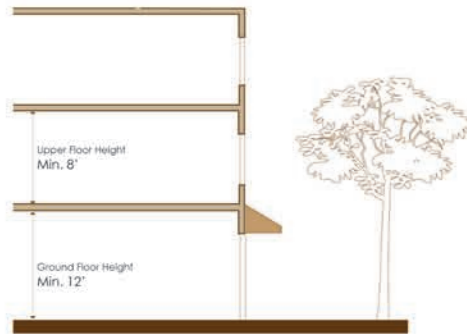 Upper Floor Height
Min. 8'
Ground Floor Height
Min. 12'